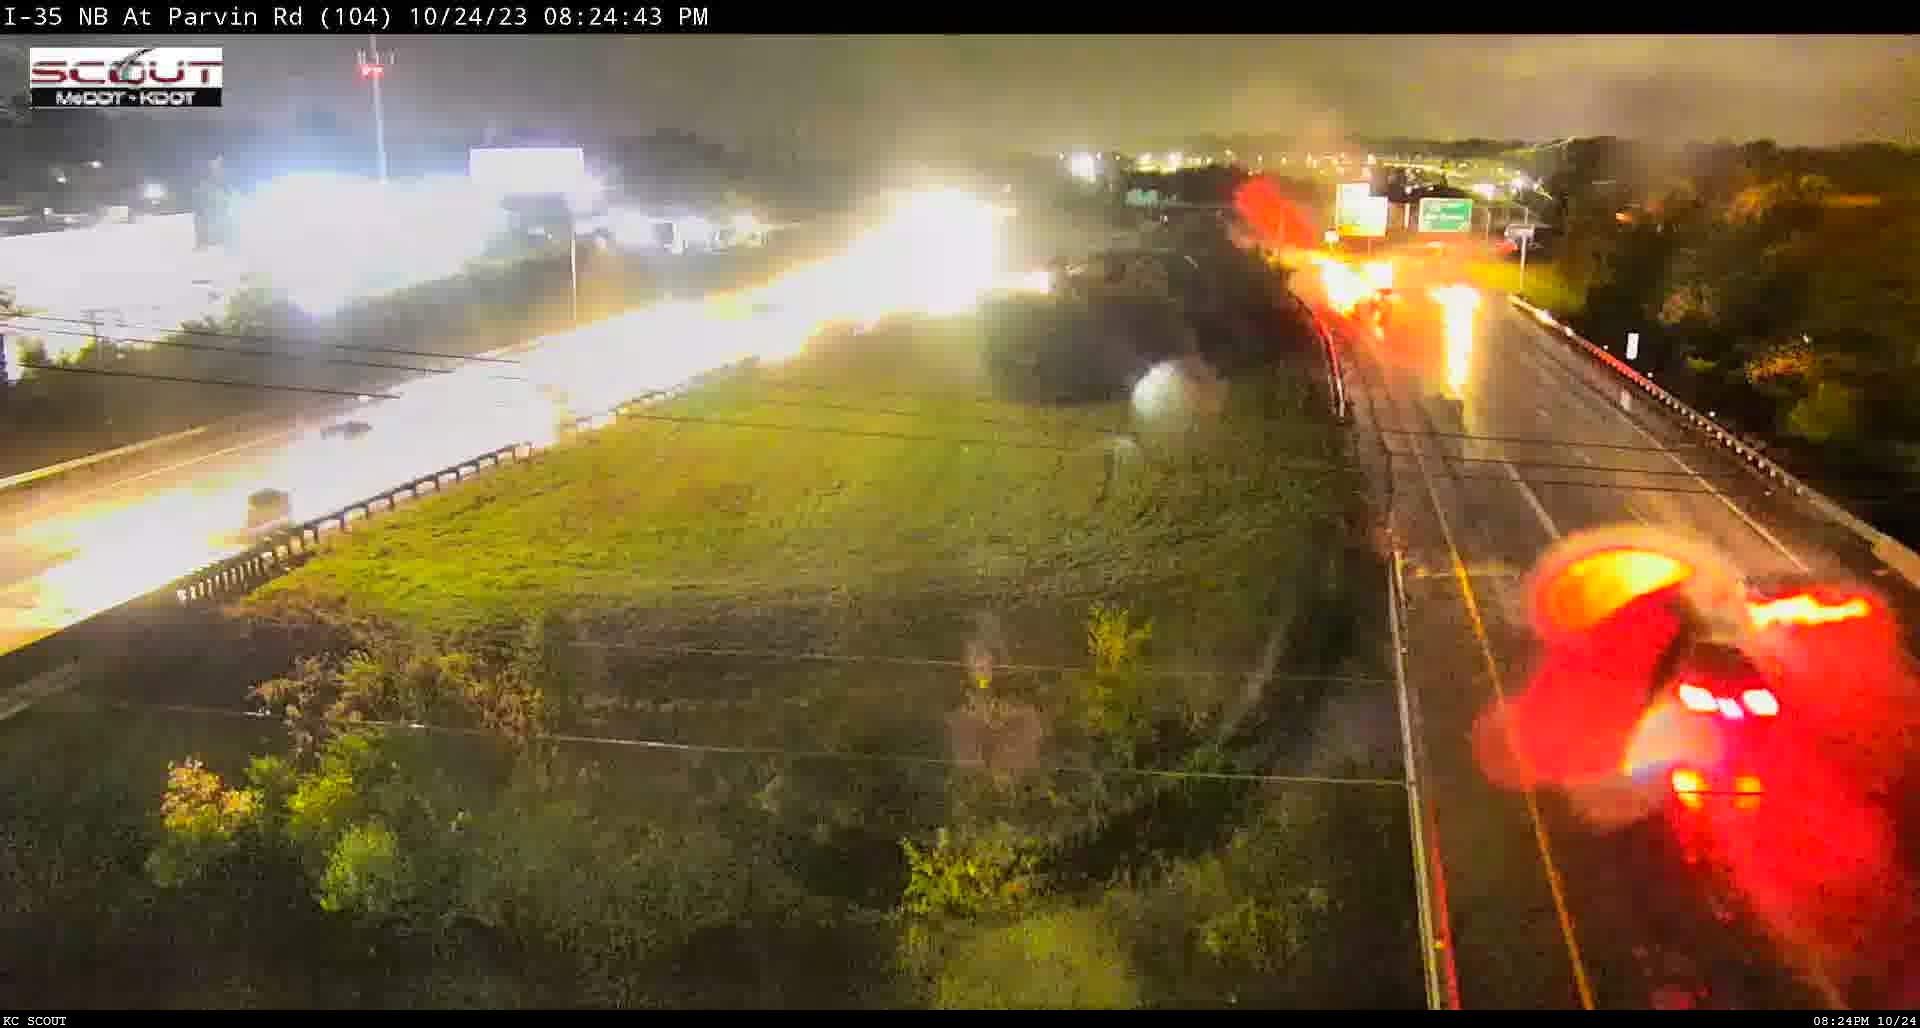 I-35 NB At Parvin Rd (104) 10/24/23 08:24:43 PM
SCOUT
MoDOT - KDOT
KC SCOUT
08:24PM 10/24